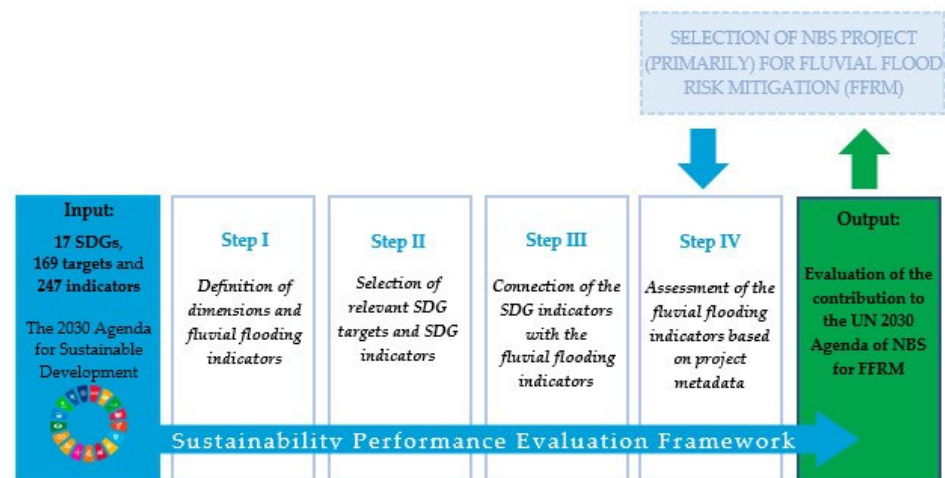 SELECTION OF NBS PROJECT
(PRIMARILY) FOR FLUVIAL FLOOD
RISK MITIGATION (FFRM)
Input:
17 SDGs,
169 targets and
247 indicators
The 2030 Agenda
for Sustainable
Development
Step I
Definition of
dimensions and
fluvial flooding
indicators
Step II
Selection of
relevant SDG
targets and SDG
indicators
Step III
Connection of the
SDG indicators
with the
fluvial flooding
indicators
Step IV
Assessment of the
fluvial flooding
indicators based
on project
metadata
Output:
Evaluation of the
contribution to
the UN 2030
Agenda of NBS
for FFRM
Sustainability Performance Evaluation Framework